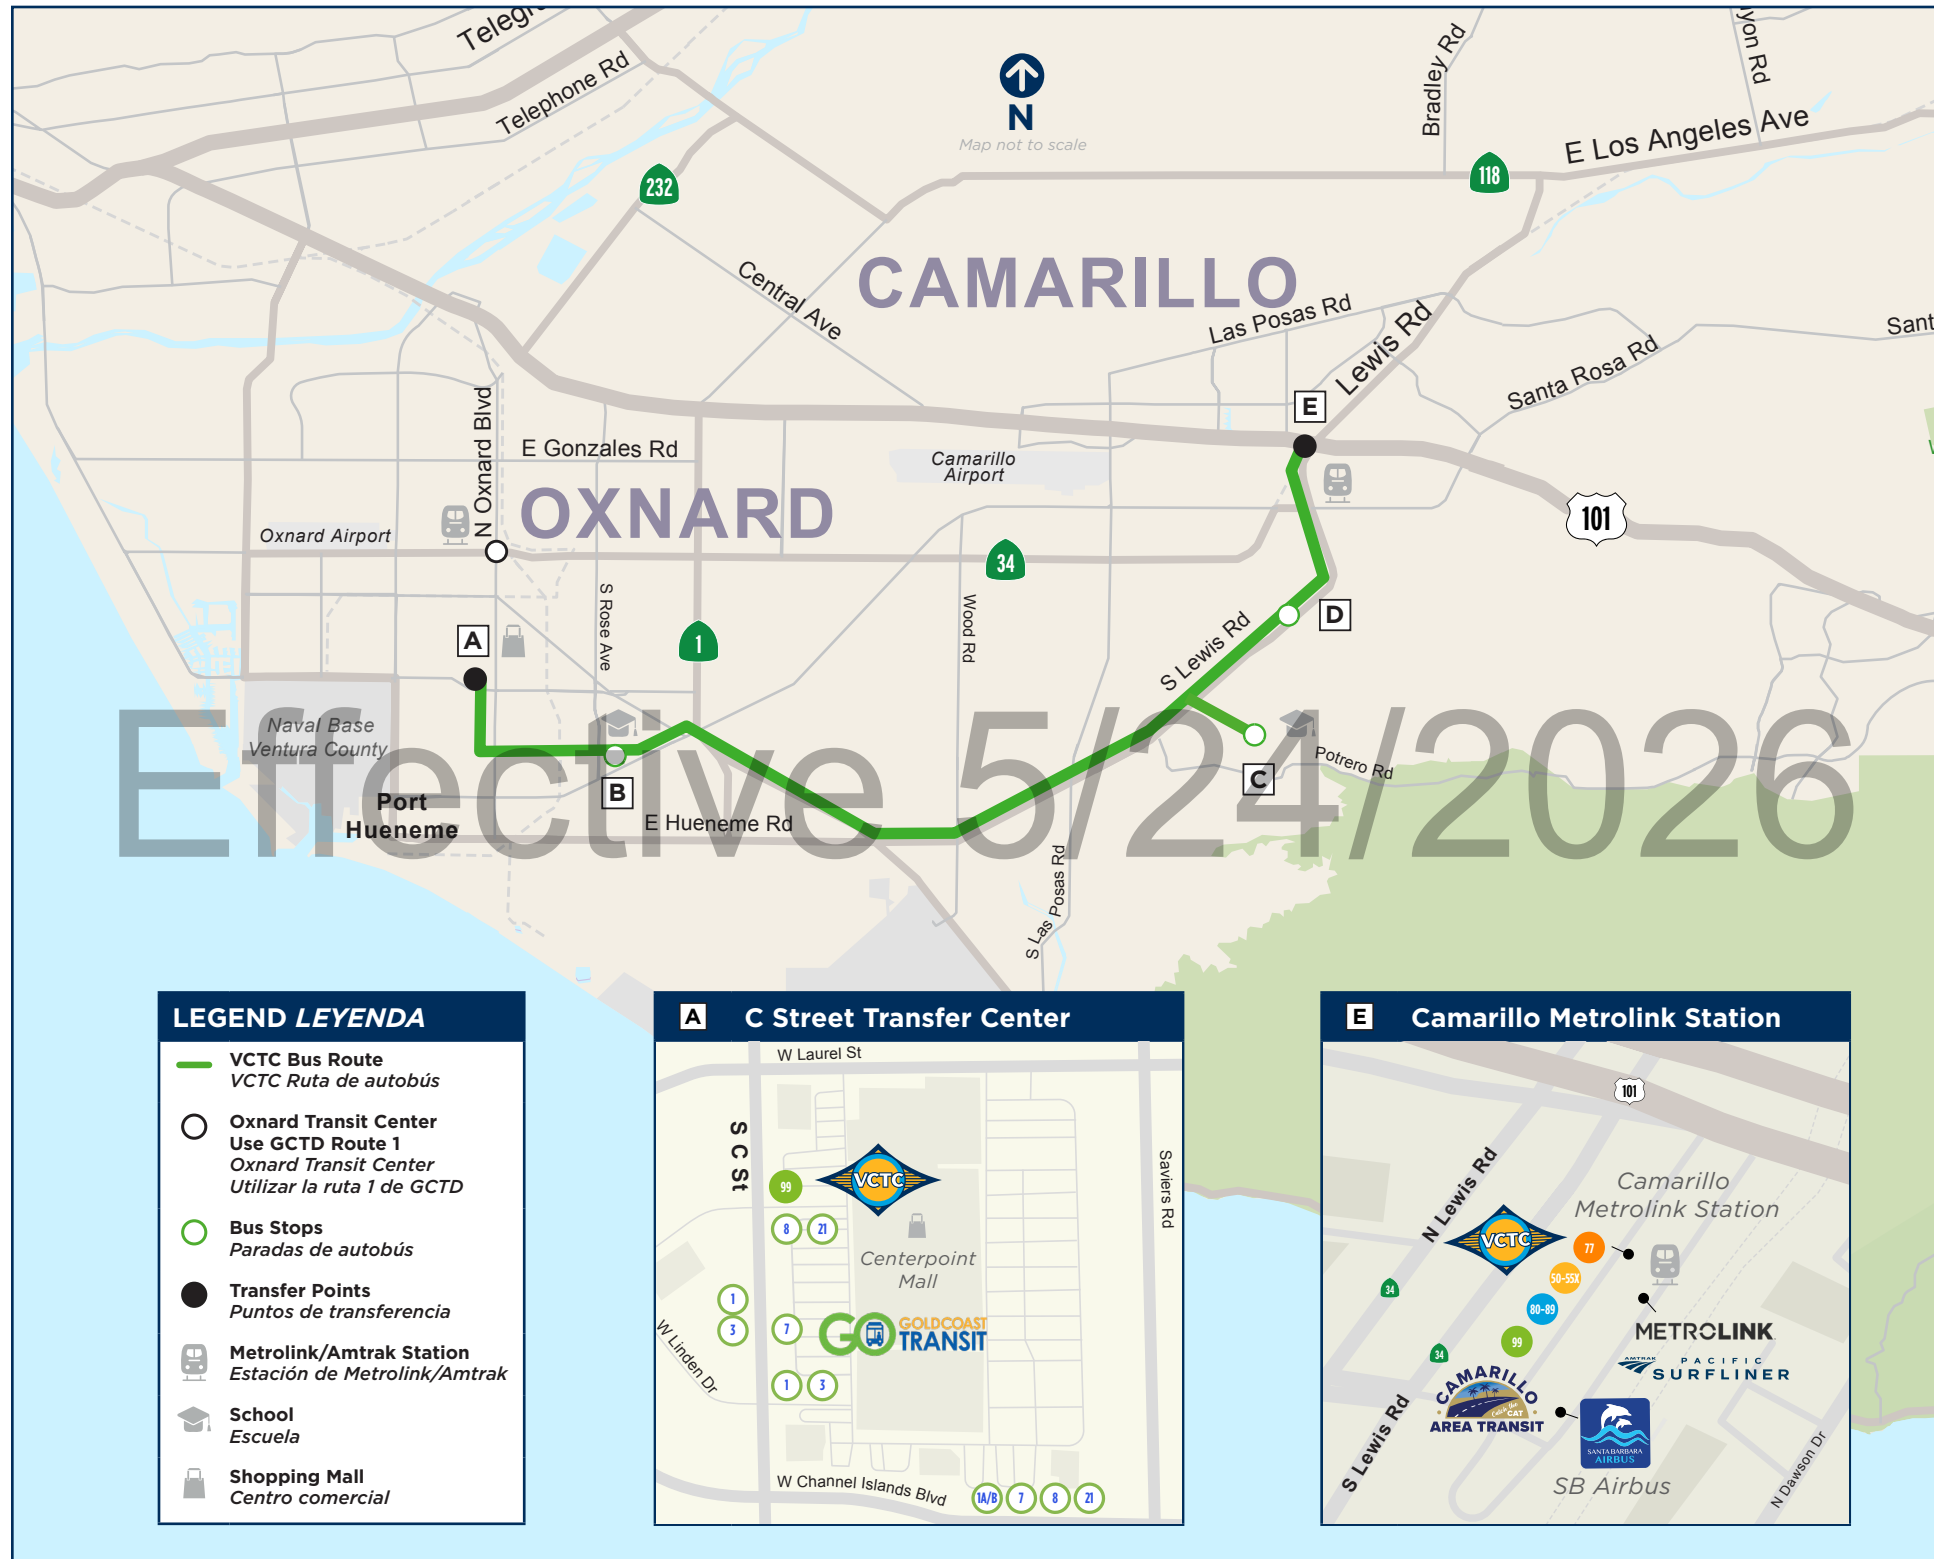 Telephone Rd
N
Map not to scale
Bradley Rd
E Los Angeles Ave
232
118
CAMARILLO
Central Ave
Las Posas Rd
Lewis Rd
Santa Rosa Rd
E
N Oxnard Blvd
E Gonzales Rd
Camarillo
Airport
OXNARD
101
Oxnard Airport
34
S Rose Ave
Wood Rd
A
1
D
S Lewis Rd
Effective 5/24/2026
Naval Base
Ventura County
Potrero Rd
B
C
Port
Hueneme
E Hueneme Rd
S Las Posas Rd
LEGEND LEYENDA
VCTC Bus Route
VCTC Ruta de autobús
Oxnard Transit Center
Use GCTD Route 1
Oxnard Transit Center
Utilizar la ruta 1 de GCTD
Bus Stops
Paradas de autobús
Transfer Points
Puntos de transferencia
Metrolink/Amtrak Station
Estación de Metrolink/Amtrak
School
Escuela
Shopping Mall
Centro comercial
A C Street Transfer Center
W Laurel St
S C St
Saviers Rd
99
VCTC
8 21
Centerpoint
Mall
1
3
7
GO GOLDCOAST
TRANSIT
W Linden Dr
1 3
W Channel Islands Blvd
1A/B 7 8 21
E Camarillo Metrolink Station
101
N Lewis Rd
Camarillo
Metrolink Station
VCTC
77
50-55X
34
80-89
99
METROLINK
34
AMTRAK PACIFIC
SURFLINER
CAMARILLO
Catch the
CAT
AREA TRANSIT
S Lewis Rd
SANTA BARBARA
AIRBUS
SB Airbus
N Dawson Dr